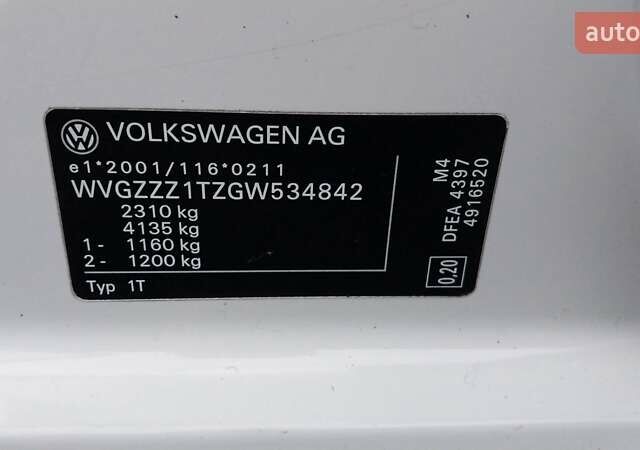 auto
VOLKSWAGEN AG
e1*2001/116*0211
WVGZZZ1TZGW534842
2310 kg
4135 kg
1- 1160 kg
2- 1200 kg
Typ 1T
M4
DFEA 4397
4916520
0,20